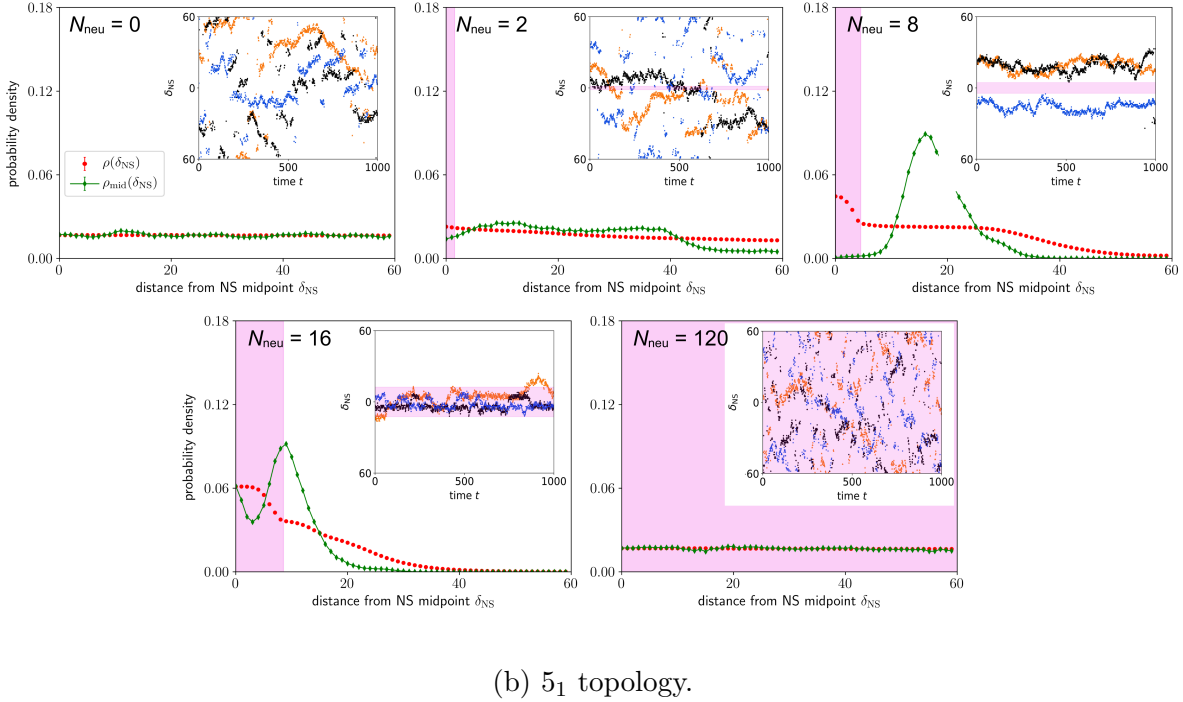 N_neu = 0
0.18
0.12
0.06
0.00
probability density
0 20 40 60
distance from NS midpoint δ_NS
ρ(δ_NS)
ρ_mid(δ_NS)
60
0
60
δ_NS
0 500 1000
time t
N_neu = 2
0.18
0.12
0.06
0.00
0 20 40 60
distance from NS midpoint δ_NS
60
0
60
δ_NS
0 500 1000
time t
N_neu = 8
0.18
0.12
0.06
0.00
0 20 40 60
distance from NS midpoint δ_NS
60
0
60
δ_NS
0 500 1000
time t
N_neu = 16
0.18
0.12
0.06
0.00
probability density
0 20 40 60
distance from NS midpoint δ_NS
60
0
60
δ_NS
0 500 1000
time t
N_neu = 120
0.18
0.12
0.06
0.00
0 20 40 60
distance from NS midpoint δ_NS
60
0
60
δ_NS
0 500 1000
time t
(b) 5_1 topology.